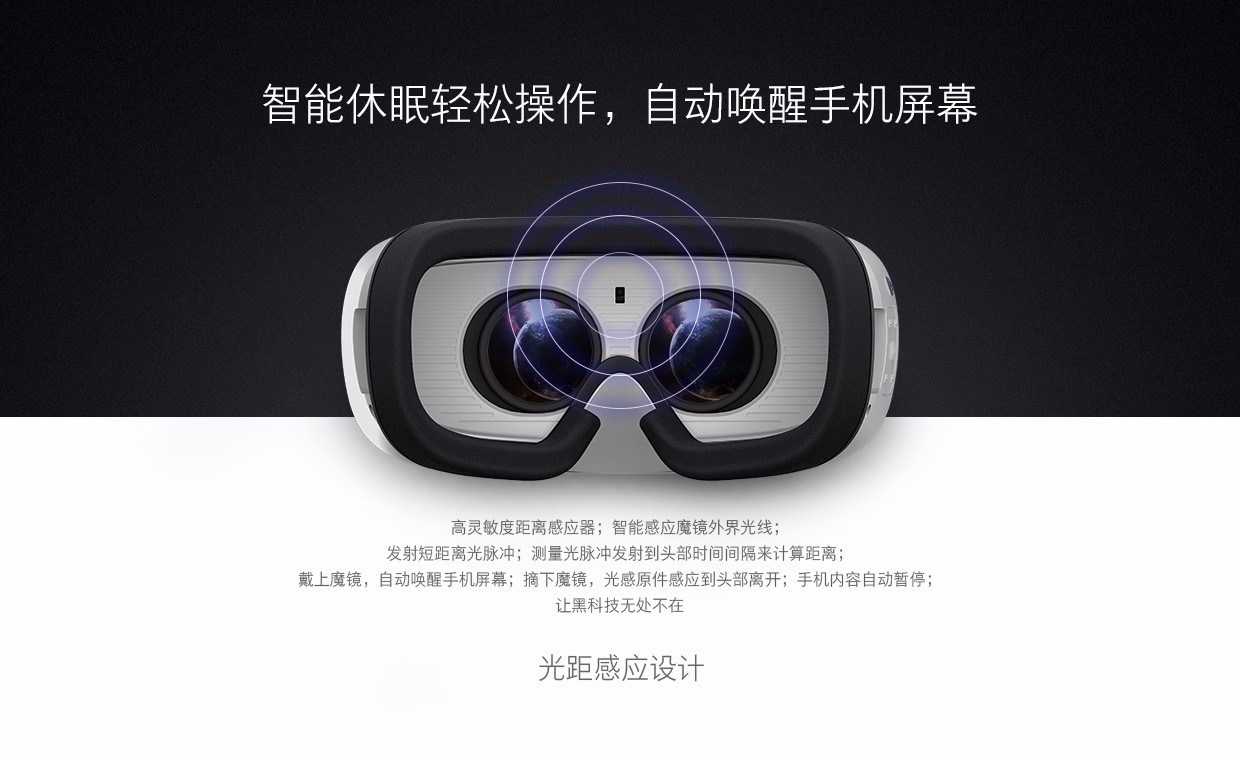 智能休眠轻松操作，自动唤醒手机屏幕
高灵敏度距离感应器；智能感应魔镜外界光线；
发射短距离光脉冲；测量光脉冲发射到头部时间间隔来计算距离；
戴上魔镜，自动唤醒手机屏幕；摘下魔镜，光感原件感应到头部离开；手机内容自动暂停；
让黑科技无处不在
光距感应设计